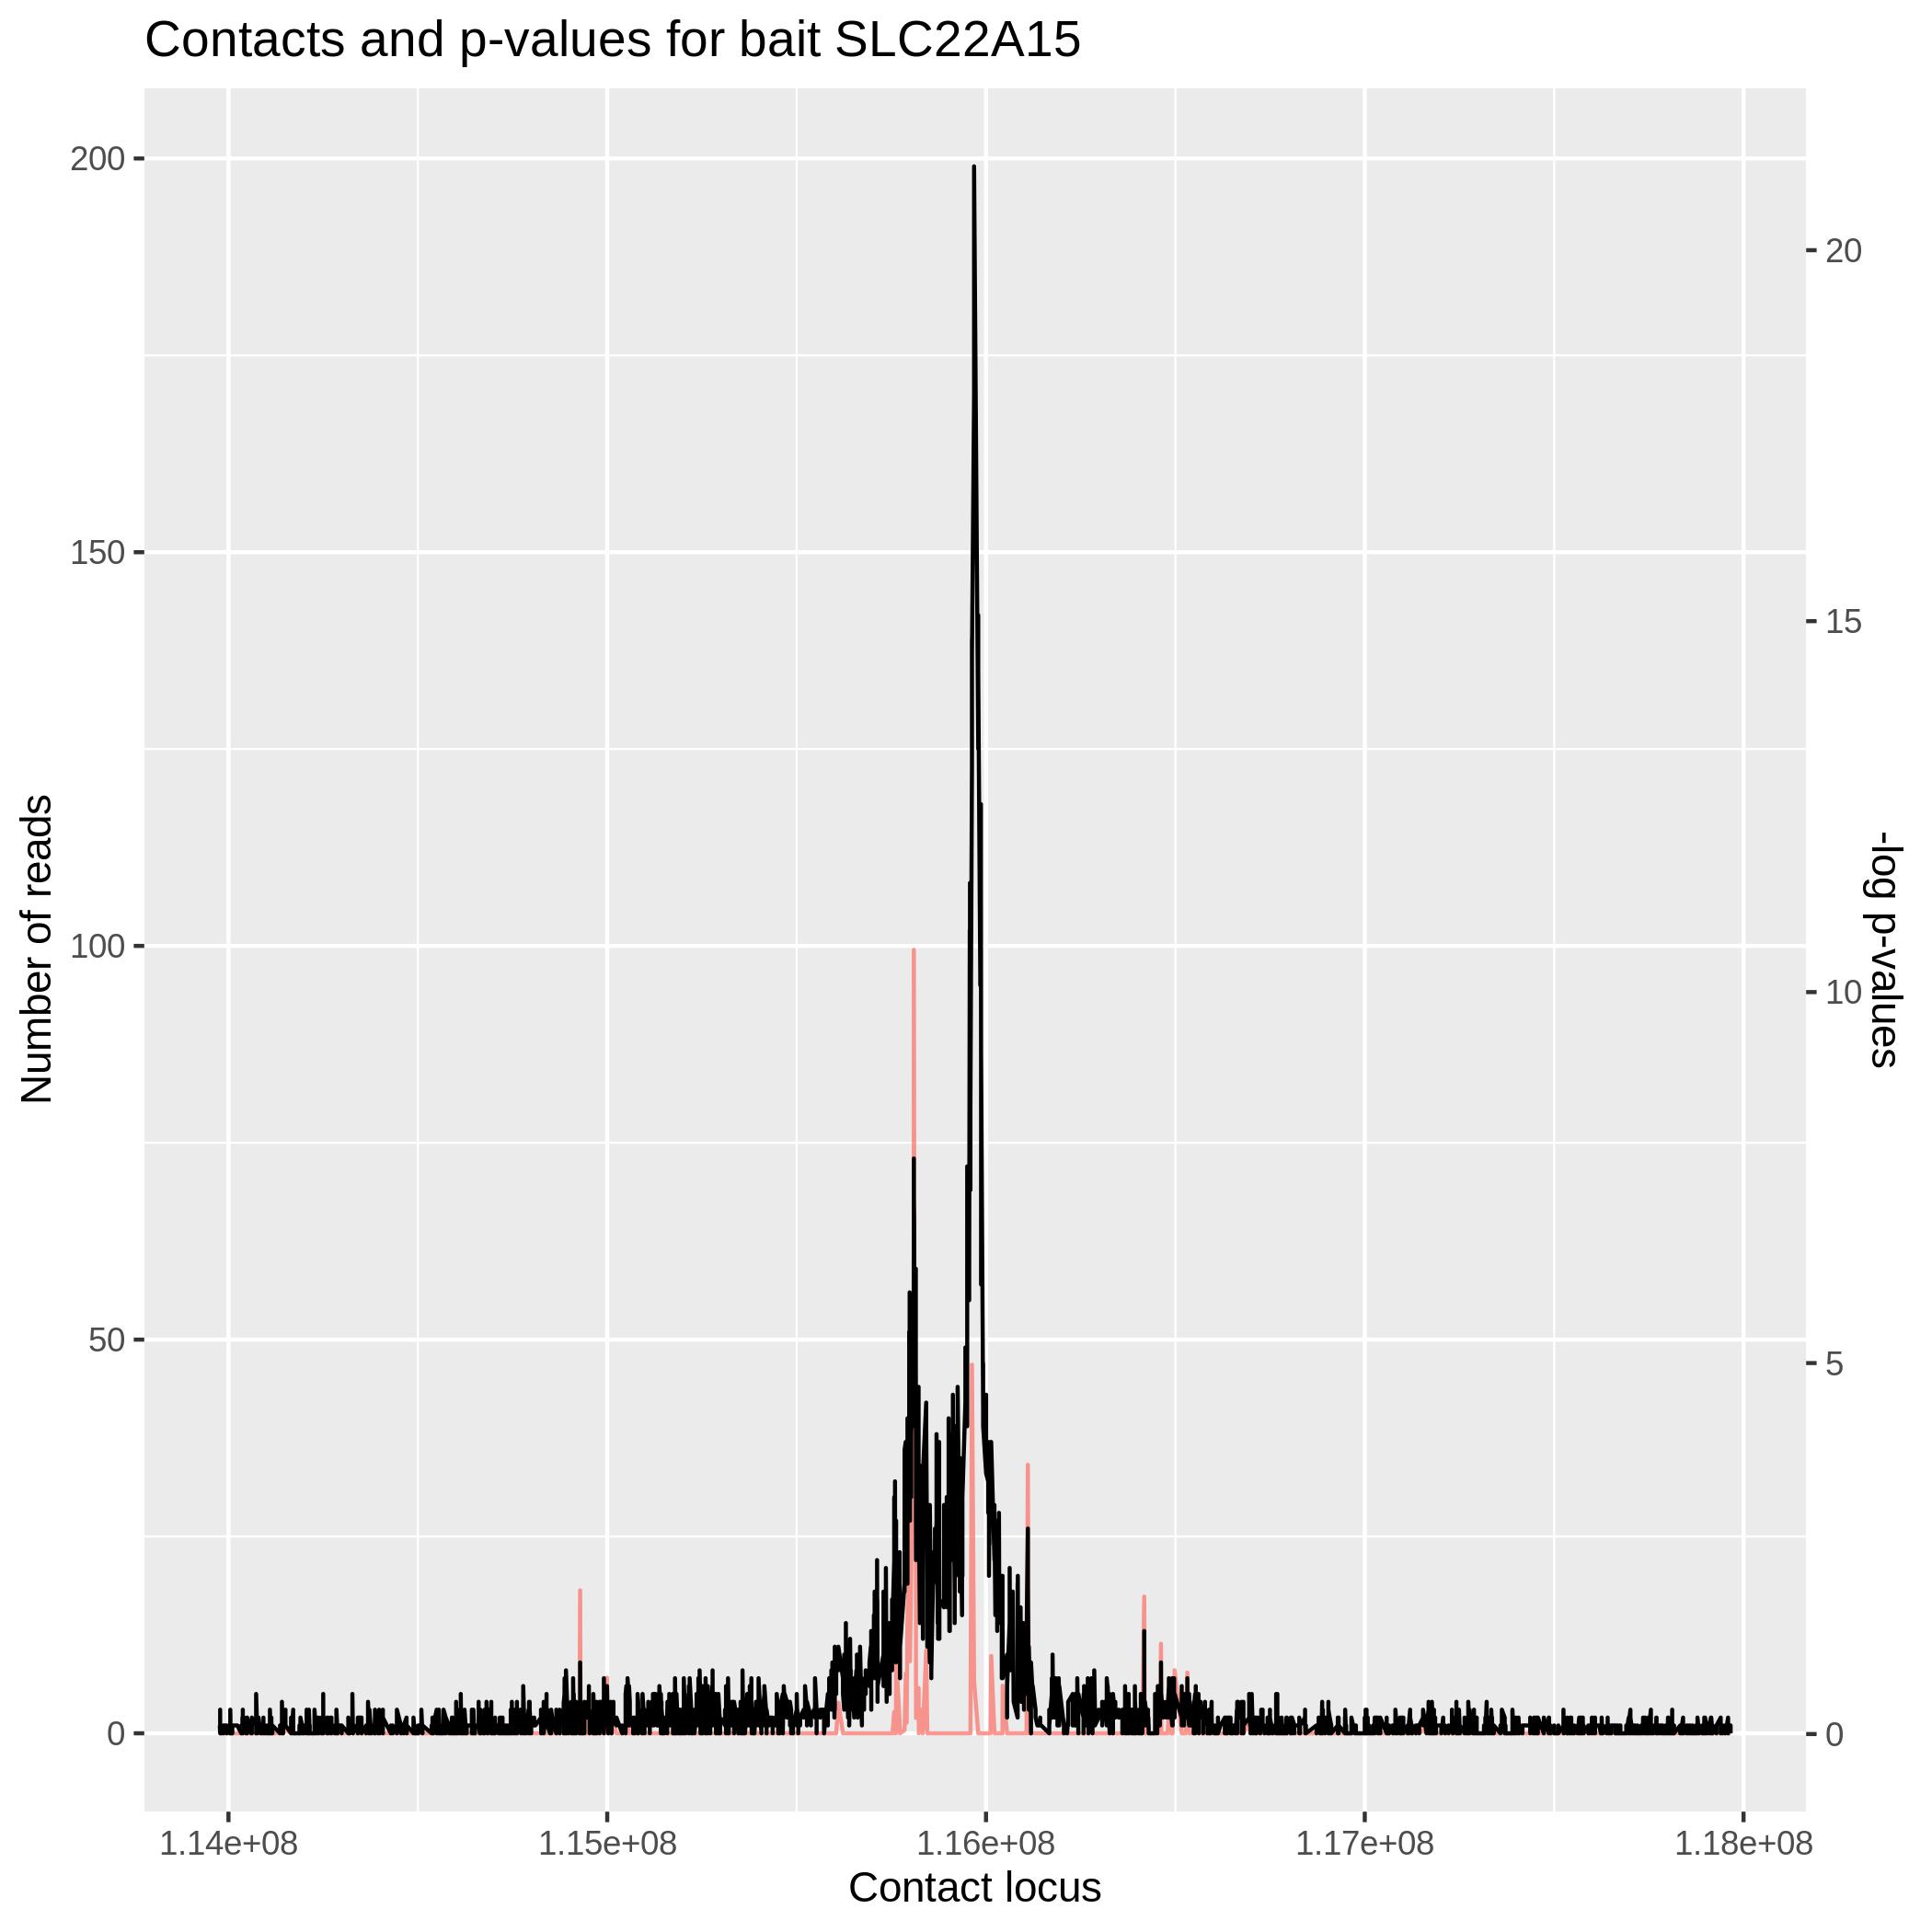 Contacts and p-values for bait SLC22A15
Number of reads
200
150
100
50
0
20
15
10
5
0
-log p-values
1.14e+08
1.15e+08
1.16e+08
1.17e+08
1.18e+08
Contact locus